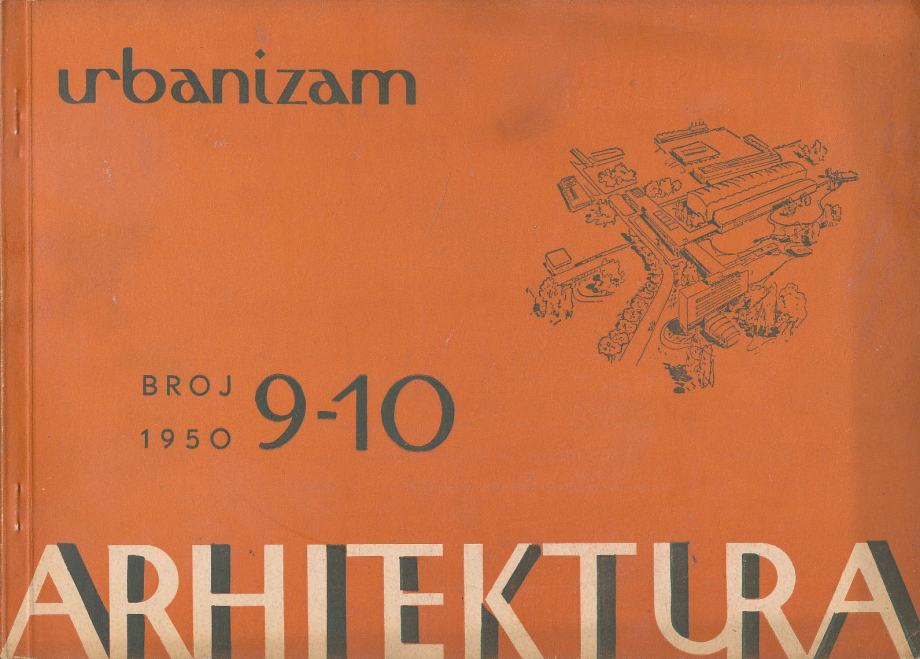 urbanizam
BROJ
1950
9-10
ARHITEKTURA